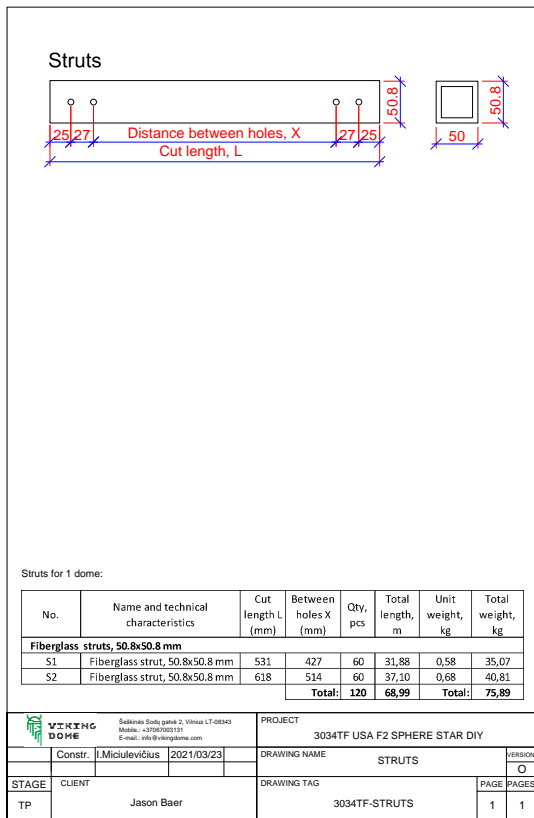 Struts
50.8
50.8
25 27 Distance between holes, X 27 25
50
Cut length, L
Struts for 1 dome:
No. Name and technical characteristics Cut length L (mm) Between holes X (mm) Qty, pcs Total length, m Unit weight, kg Total weight, kg
Fiberglass struts, 50.8x50.8 mm
S1 Fiberglass strut, 50.8x50.8 mm 531 427 60 31,88 0,58 35,07
S2 Fiberglass strut, 50.8x50.8 mm 618 514 60 37,10 0,68 40,81
Total: 120 68,99 Total: 75,89
VIKING DOME
Šeškinės Sodų gatvė 2, Vilnius LT-08343
Mobile.: +37067003131
E-mail.: info@vikingdome.com
PROJECT
3034TF USA F2 SPHERE STAR DIY
Constr. I.Miciulevičius 2021/03/23
DRAWING NAME
STRUTS
VERSION
O
STAGE
TP
CLIENT
Jason Baer
DRAWING TAG
3034TF-STRUTS
PAGE PAGES
1 1